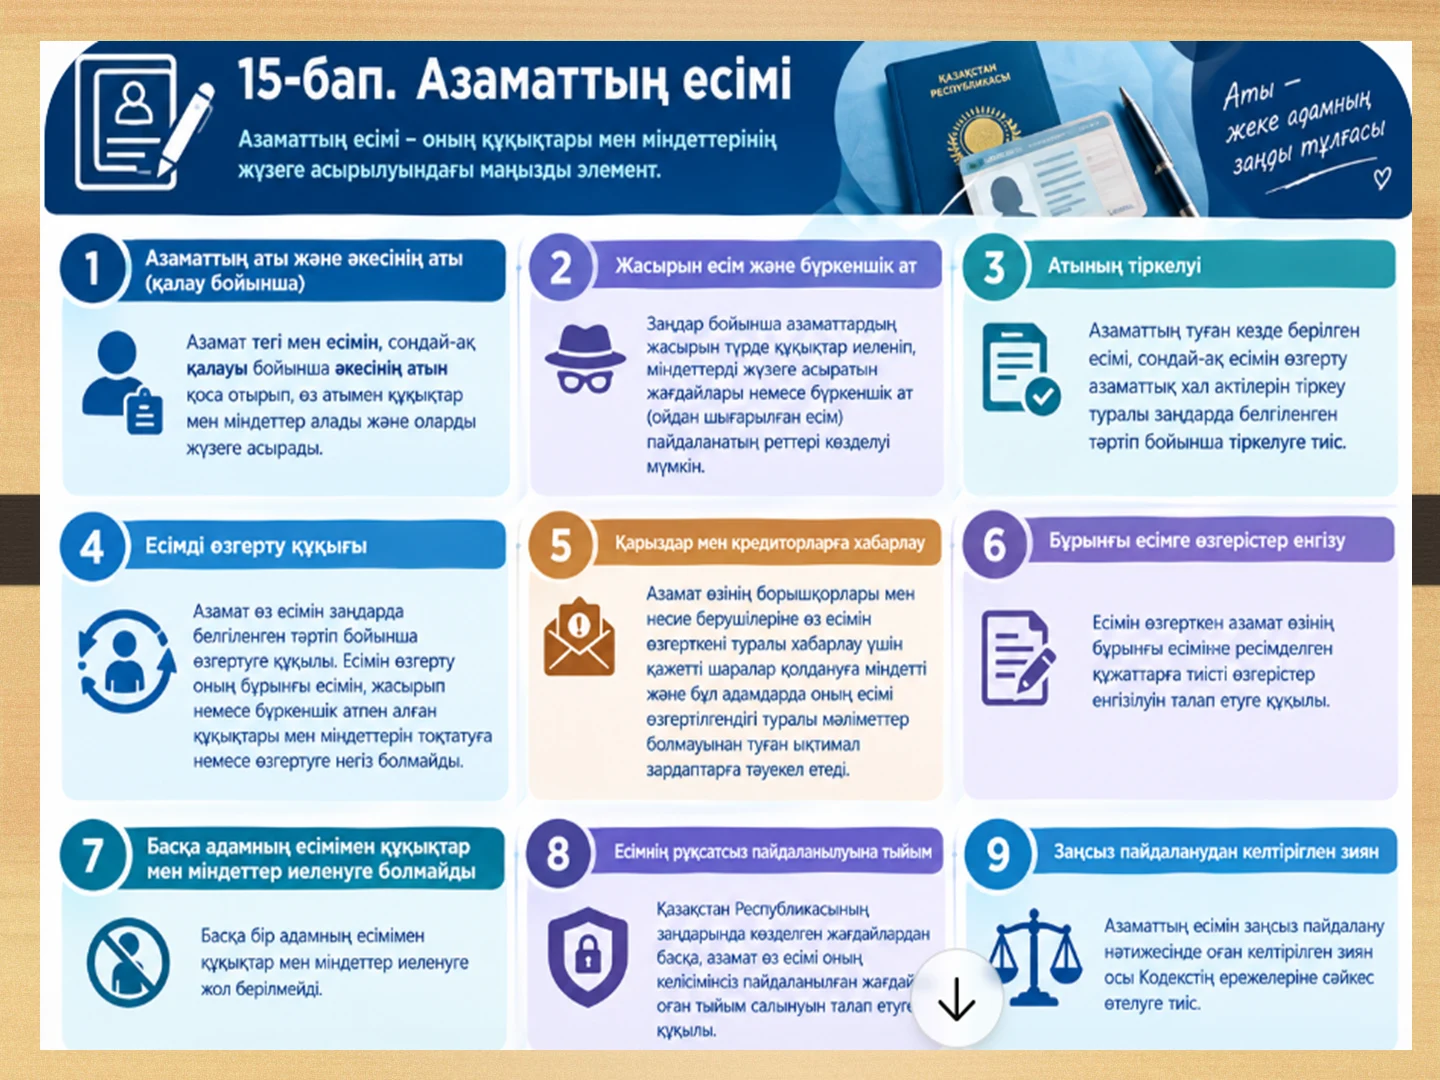 15-бап. Азаматтың есімі
Азаматтың есімі – оның құқықтары мен міндеттерінің
жүзеге асырылуындағы маңызды элемент.
ҚАЗАҚСТАН
РЕСПУБЛИКАСЫ
Аты –
жеке адамның
заңды тұлғасы
1
Азаматтың аты және әкесінің аты
(қалау бойынша)
Азамат тегі мен есімін, сондай-ақ
қалауы бойынша әкесінің атын
қоса отырып, өз атымен құқықтар
мен міндеттер алады және оларды
жүзеге асырады.
2
Жасырын есім және бүркеншік ат
Заңдар бойынша азаматтардың
жасырын түрде құқықтар иеленіп,
міндеттерді жүзеге асыратын
жағдайлары немесе бүркеншік ат
(ойдан шығарылған есім)
пайдаланатың реттері көзделуі
мүмкін.
3
Атының тіркелуі
Азаматтың туған кезде берілген
есімі, сондай-ақ есімін өзгерту
азаматтық хал актілерін тіркеу
туралы заңдарда белгіленген
тәртіп бойынша тіркелуге тиіс.
4
Есімді өзгерту құқығы
Азамат өз есімін заңдарда
белгіленген тәртіп бойынша
өзгертуге құқылы. Есімін өзгерту
оның бұрынғы есімін, жасырып
немесе бүркеншік атпен алған
құқықтары мен міндеттерін тоқтатуға
немесе өзгертуге негіз болмайды.
5
Қарыздар мен кредиторларға хабарлау
Азамат өзінің борышқорлары мен
несие берушілеріне өз есімін
өзгерткені туралы хабарлау үшін
қажетті шаралар қолдануға міндетті
және бұл адамдарда оның есімі
өзгертілгендігі туралы мәліметтер
болмауынан туған ықтимал
зардаптарға тәуекел етеді.
6
Бұрынғы есимге өзгерістер енгізу
Есімін өзгерткен азамат өзінің
бұрынғы есіміне ресімделген
құжаттарға тиісті өзгерістер
енгізілуін талап етуге құқылы.
7
Басқа адамның есімімен құқықтар
мен міндеттер иеленуге болмайды
Басқа бір адамның есімімен
құқықтар мен міндеттер иеленуге
жол берілмейді.
8
Есімнің рұқсатсыз пайдаланылуына тыйым
Қазақстан Республикасының
заңдарында көзделген жағдайлардан
басқа, азамат өз есімі оның
келісімінсіз пайдаланылған жағдай
оған тыйым салынуын талап етуге
құқылы.
9
Заңсыз пайдаланудан келтіріглен зиян
Азаматтың есімін заңсыз пайдалану
нәтижесінде оған келтірілген зиян
осы Кодекстің ережелеріне сәйкес
өтелуге тиіс.